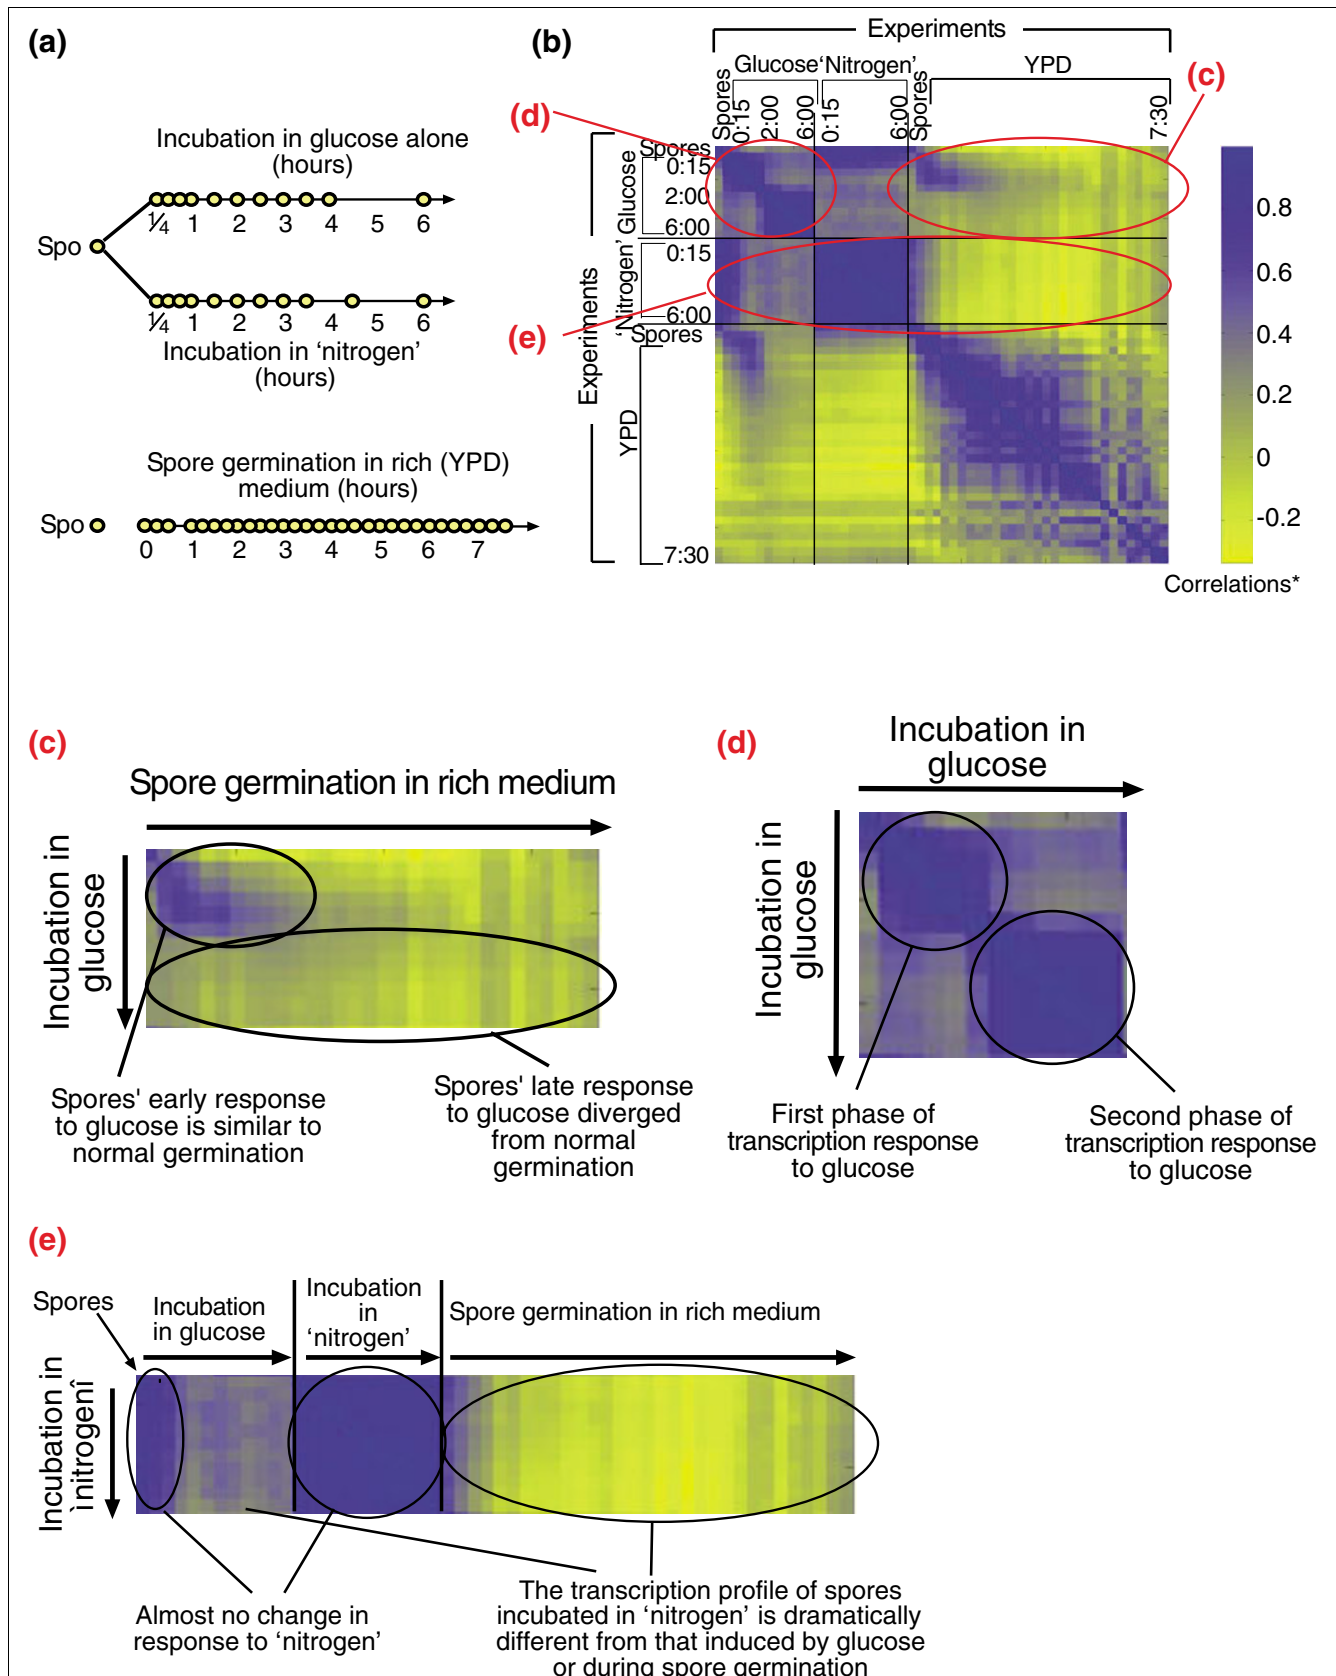 (a)
Incubation in glucose alone
(hours)
¼ 1 2 3 4 5 6
Spo
¼ 1 2 3 4 5 6
Incubation in ‘nitrogen’
(hours)
Spore germination in rich (YPD)
medium (hours)
Spo
0 1 2 3 4 5 6 7
(b)
Experiments
Glucose ‘Nitrogen’ YPD
Spores 0:15 2:00 6:00 0:15 6:00 Spores 7:30
(c)
(d)
(e)
Experiments
Glucose
‘Nitrogen’
YPD
Spores
0:15
2:00
6:00
0:15
6:00
Spores
7:30
0.8
0.6
0.4
0.2
0
-0.2
Correlations*
(c)
Spore germination in rich medium
Incubation in
glucose
Spores' early response
to glucose is similar to
normal germination
Spores' late response
to glucose diverged
from normal
germination
(d)
Incubation in
glucose
Incubation in
glucose
First phase of
transcription response
to glucose
Second phase of
transcription response
to glucose
(e)
Spores
Incubation
in glucose
Incubation
in
‘nitrogen’
Spore germination in rich medium
Incubation in
ìnitrogenî
Almost no change in
response to ‘nitrogen’
The transcription profile of spores
incubated in ‘nitrogen’ is dramatically
different from that induced by glucose
or during spore germination